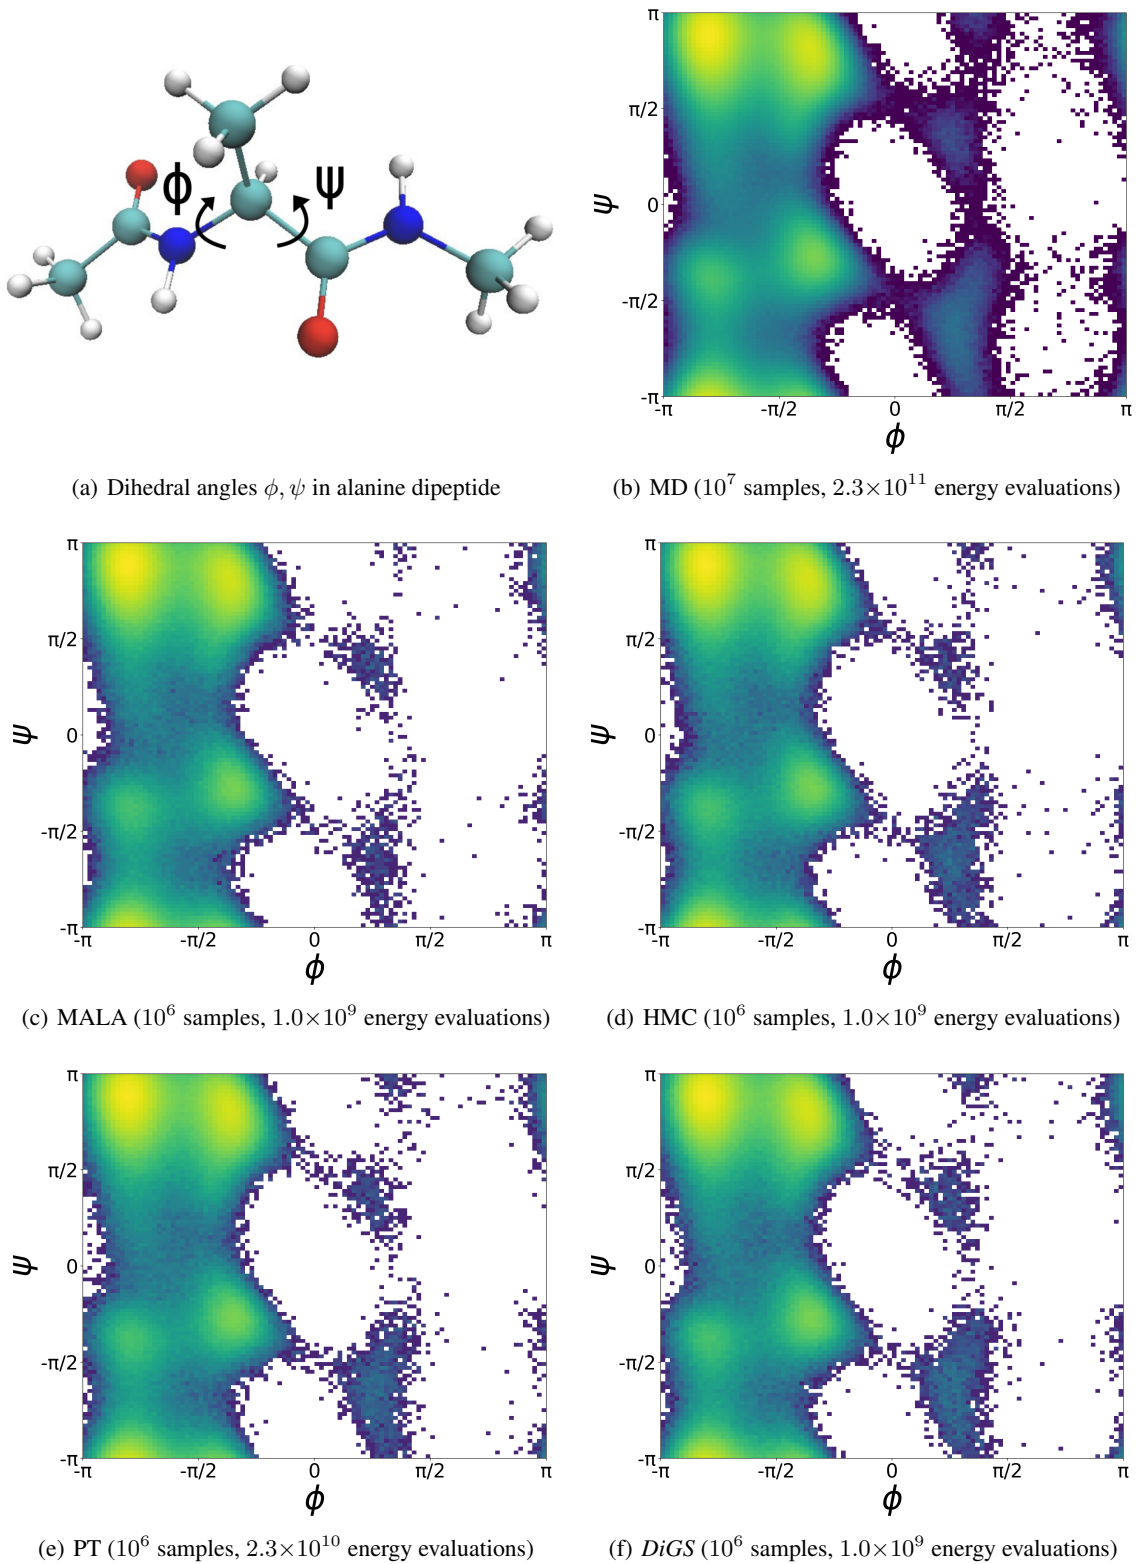 ϕ
ψ
π
π/2
0
-π/2
-π
ψ
-π
-π/2
0
π/2
π
ϕ
(a) Dihedral angles ϕ, ψ in alanine dipeptide
(b) MD (10⁷ samples, 2.3×10¹¹ energy evaluations)
π
π/2
0
-π/2
-π
ψ
-π
-π/2
0
π/2
π
ϕ
π
π/2
0
-π/2
-π
ψ
-π
-π/2
0
π/2
π
ϕ
(c) MALA (10⁶ samples, 1.0×10⁹ energy evaluations)
(d) HMC (10⁶ samples, 1.0×10⁹ energy evaluations)
π
π/2
0
-π/2
-π
ψ
-π
-π/2
0
π/2
π
ϕ
π
π/2
0
-π/2
-π
ψ
-π
-π/2
0
π/2
π
ϕ
(e) PT (10⁶ samples, 2.3×10¹⁰ energy evaluations)
(f) DiGS (10⁶ samples, 1.0×10⁹ energy evaluations)